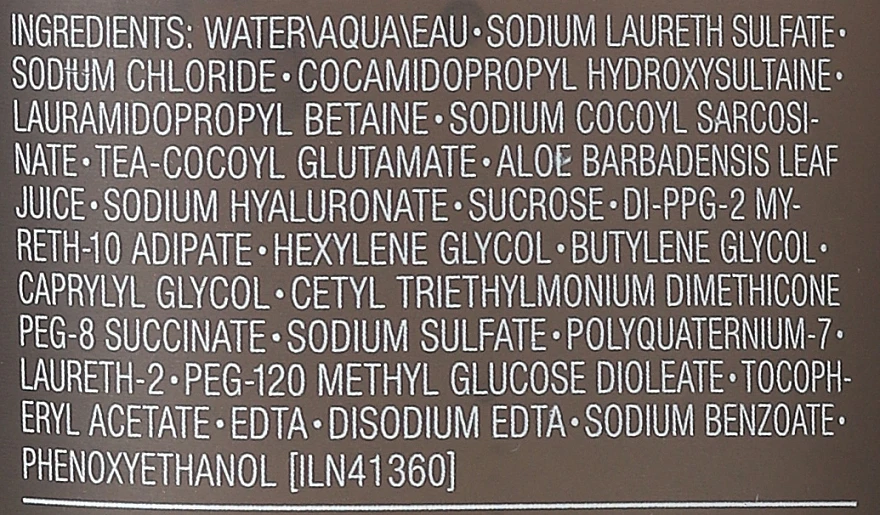 INGREDIENTS: WATER\AQUA\EAU • SODIUM LAURETH SULFATE •
SODIUM CHLORIDE • COCAMIDOPROPYL HYDROXYSULTAINE •
LAURAMIDOPROPYL BETAINE • SODIUM COCOYL SARCOSI-
NATE • TEA-COCOYL GLUTAMATE • ALOE BARBADENSIS LEAF
JUICE • SODIUM HYALURONATE • SUCROSE • DI-PPG-2 MY-
RETH-10 ADIPATE • HEXYLENE GLYCOL • BUTYLENE GLYCOL •
CAPRYLYL GLYCOL • CETYL TRIETHYLMONIUM DIMETHICONE
PEG-8 SUCCINATE • SODIUM SULFATE • POLYQUATERNIUM-7 •
LAURETH-2 • PEG-120 METHYL GLUCOSE DIOLEATE • TOCOPH-
ERYL ACETATE • EDTA • DISODIUM EDTA • SODIUM BENZOATE •
PHENOXYETHANOL [ILN41360]